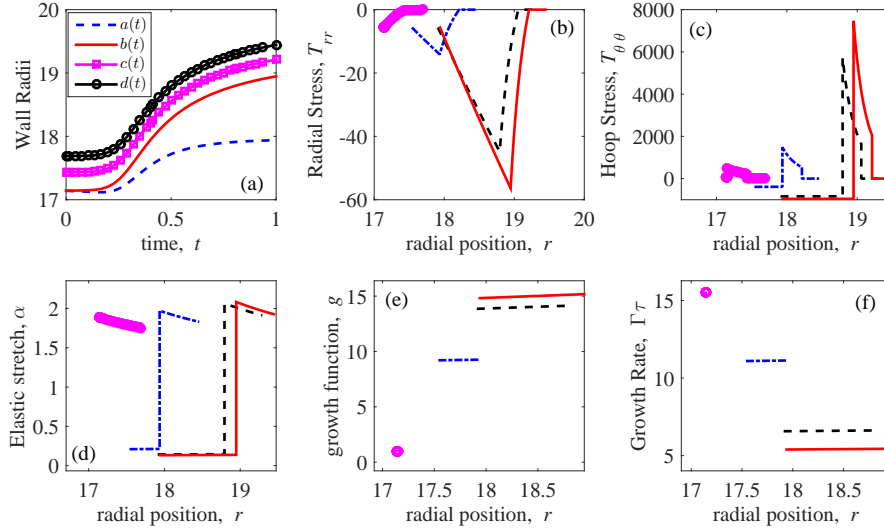 a(t)
b(t)
c(t)
d(t)
Wall Radii
20
19
18
17
0
0.5
1
time, t
(a)
Radial Stress, T_rr
0
-20
-40
-60
17
18
19
20
radial position, r
(b)
Hoop Stress, T_θθ
8000
6000
4000
2000
0
17
18
19
radial position, r
(c)
Elastic stretch, α
2
1.5
1
0.5
0
17
18
19
radial position, r
(d)
growth function, g
15
10
5
0
17
17.5
18
18.5
radial position, r
(e)
Growth Rate, Γτ
15
10
5
17
17.5
18
18.5
radial position, r
(f)